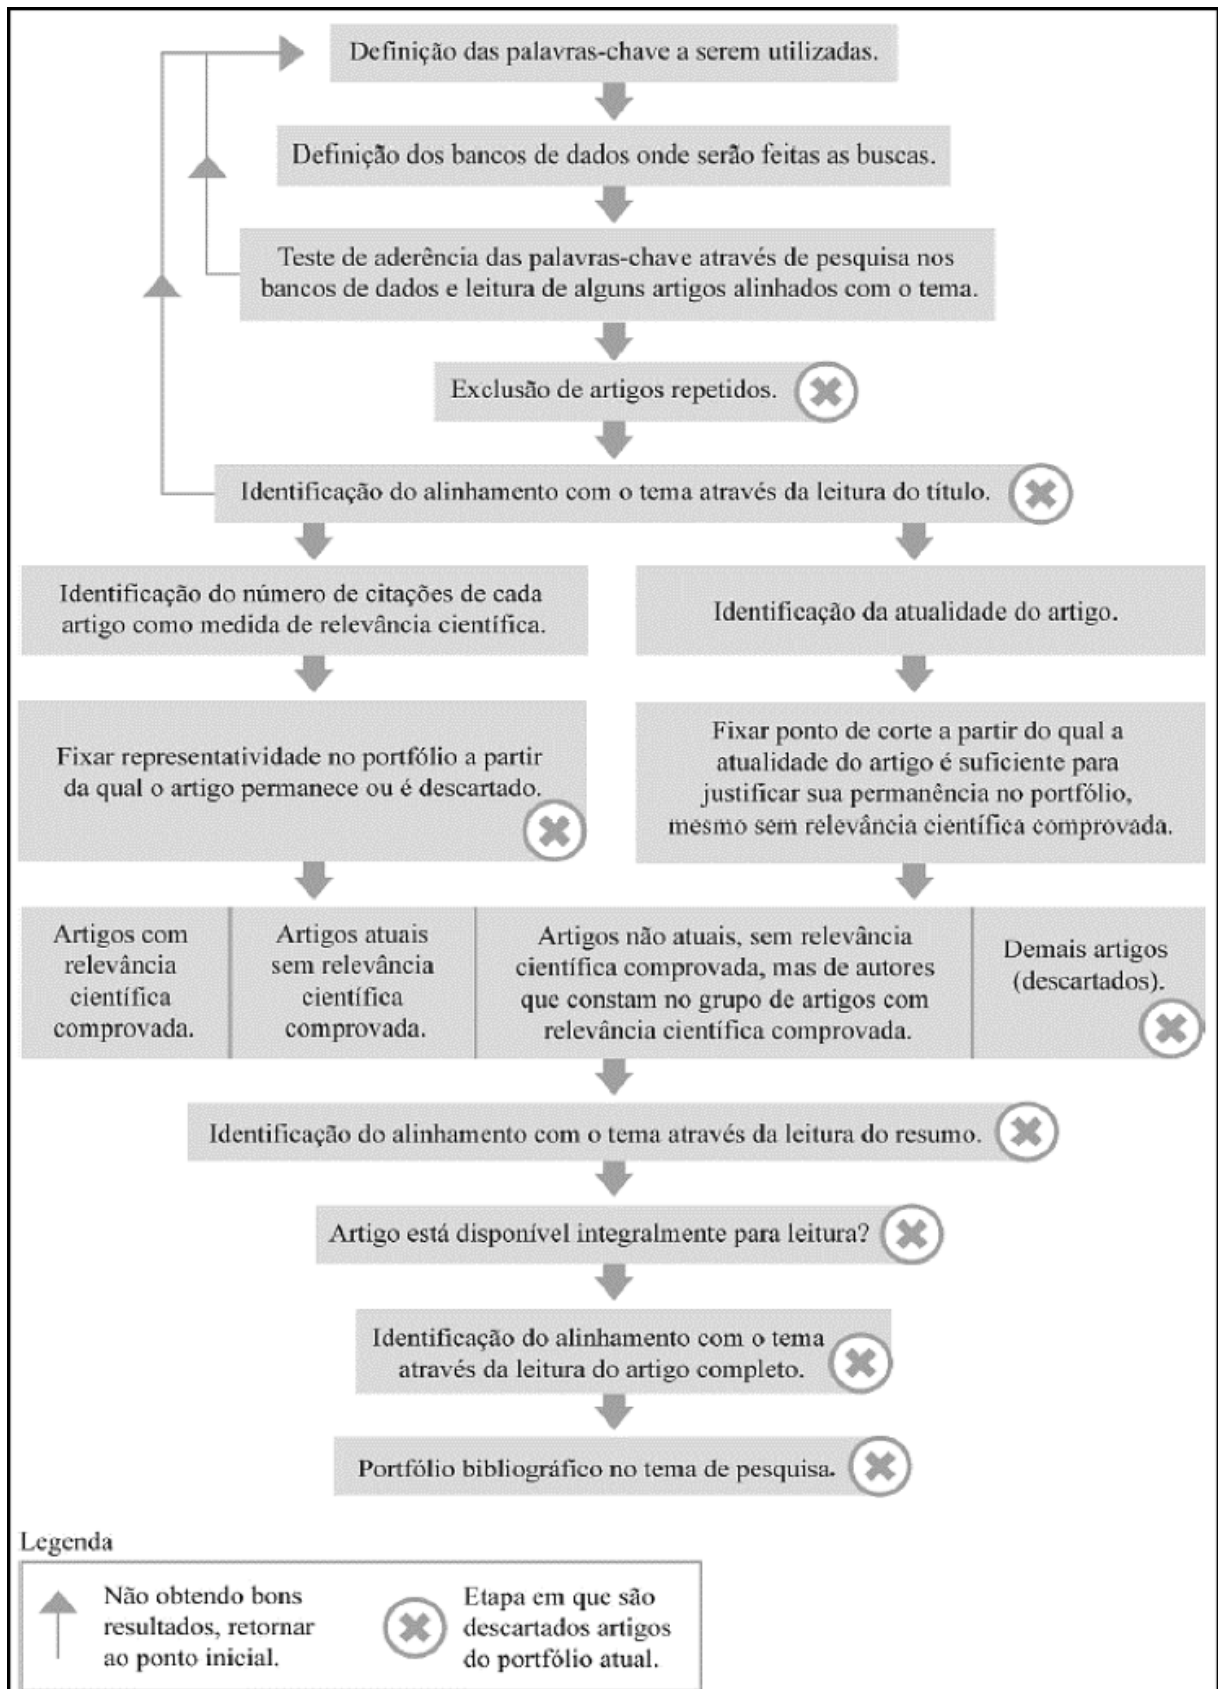 Definição das palavras-chave a serem utilizadas.
Definição dos bancos de dados onde serão feitas as buscas.
Teste de aderência das palavras-chave através de pesquisa nos
bancos de dados e leitura de alguns artigos alinhados com o tema.
Exclusão de artigos repetidos.
Identificação do alinhamento com o tema através da leitura do título.
Identificação do número de citações de cada
artigo como medida de relevância científica.
Identificação da atualidade do artigo.
Fixar representatividade no portfólio a partir
da qual o artigo permanece ou é descartado.
Fixar ponto de corte a partir do qual a
atualidade do artigo é suficiente para
justificar sua permanência no portfólio,
mesmo sem relevância científica comprovada.
Artigos com
relevância
científica
comprovada.
Artigos atuais
sem relevância
científica
comprovada.
Artigos não atuais, sem relevância
científica comprovada, mas de autores
que constam no grupo de artigos com
relevância científica comprovada.
Demais artigos
(descartados).
Identificação do alinhamento com o tema através da leitura do resumo.
Artigo está disponível integralmente para leitura?
Identificação do alinhamento com o tema
através da leitura do artigo completo.
Portfólio bibliográfico no tema de pesquisa.
Legenda
Não obtendo bons
resultados, retornar
ao ponto inicial.
Etapa em que são
descartados artigos
do portfólio atual.